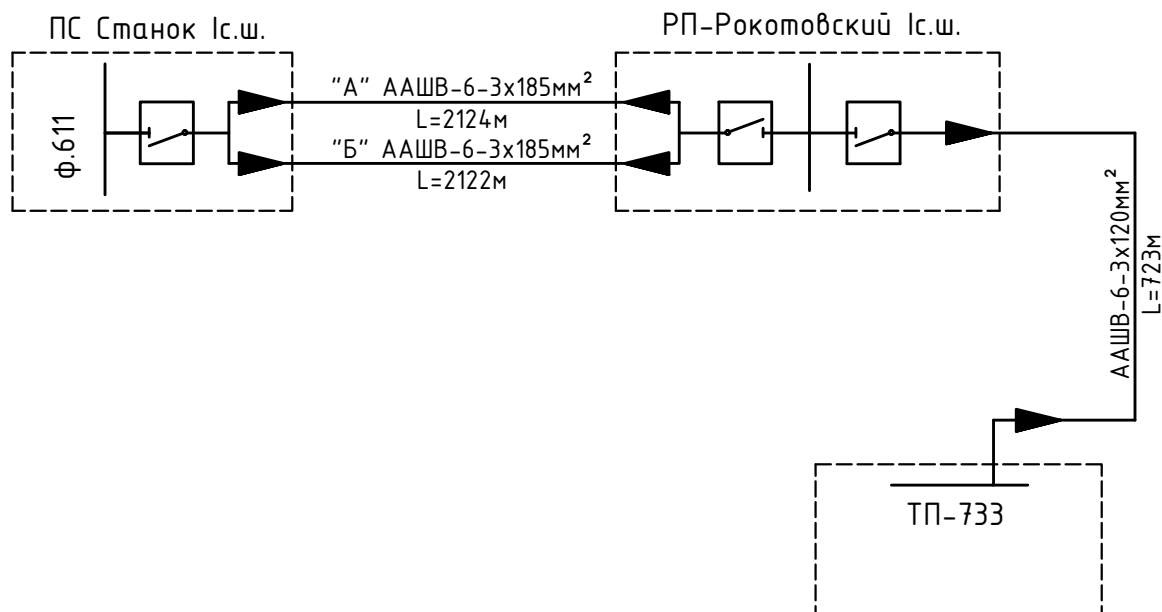 ПС Станок Iс.ш.
ф.611
"А" ААШВ-6-3х185мм²
L=2124м
"Б" ААШВ-6-3х185мм²
L=2122м
РП-Рокотовский Iс.ш.
ААШВ-6-3х120мм²
L=723м
ТП-733